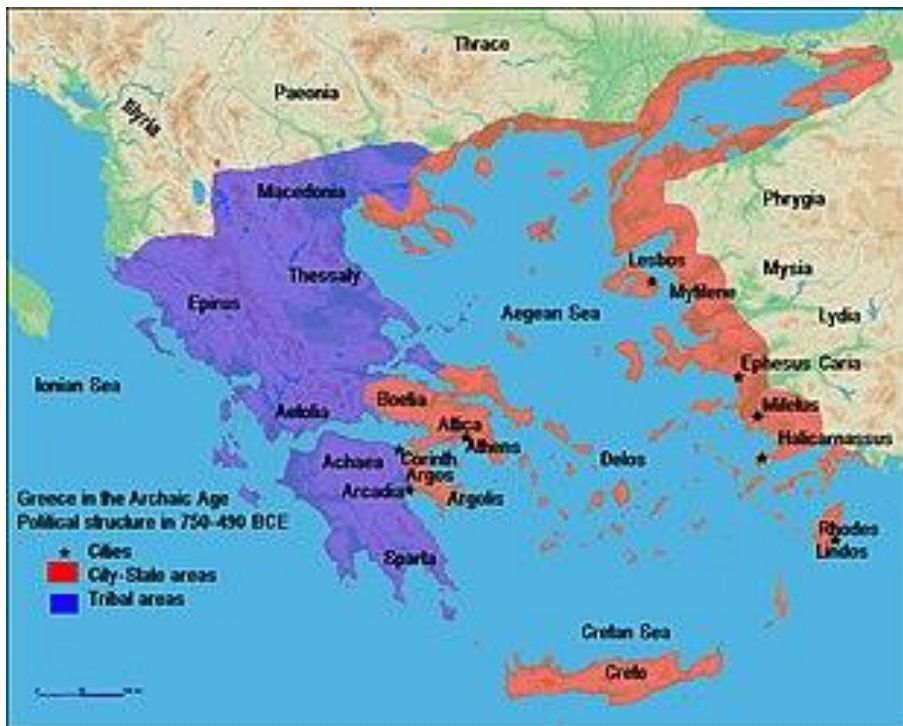 Thrace
Paeonia
Illyria
Macedonia
Phrygia
Lesbos
Thessaly
Mysia
Mytilene
Epirus
Aegean Sea
Lydia
Ephesus Caria
Ionian Sea
Boetia
Aetolia
Miletus
Attica
Athens
Halicarnassus
Achaea
Corinth
Delos
Argos
Arcadia
Argolis
Greece in the Archaic Age
Political structure in 750-490 BCE
Cities
City-State areas
Tribal areas
Sparta
Rhodes
Lindos
Cretan Sea
Crete